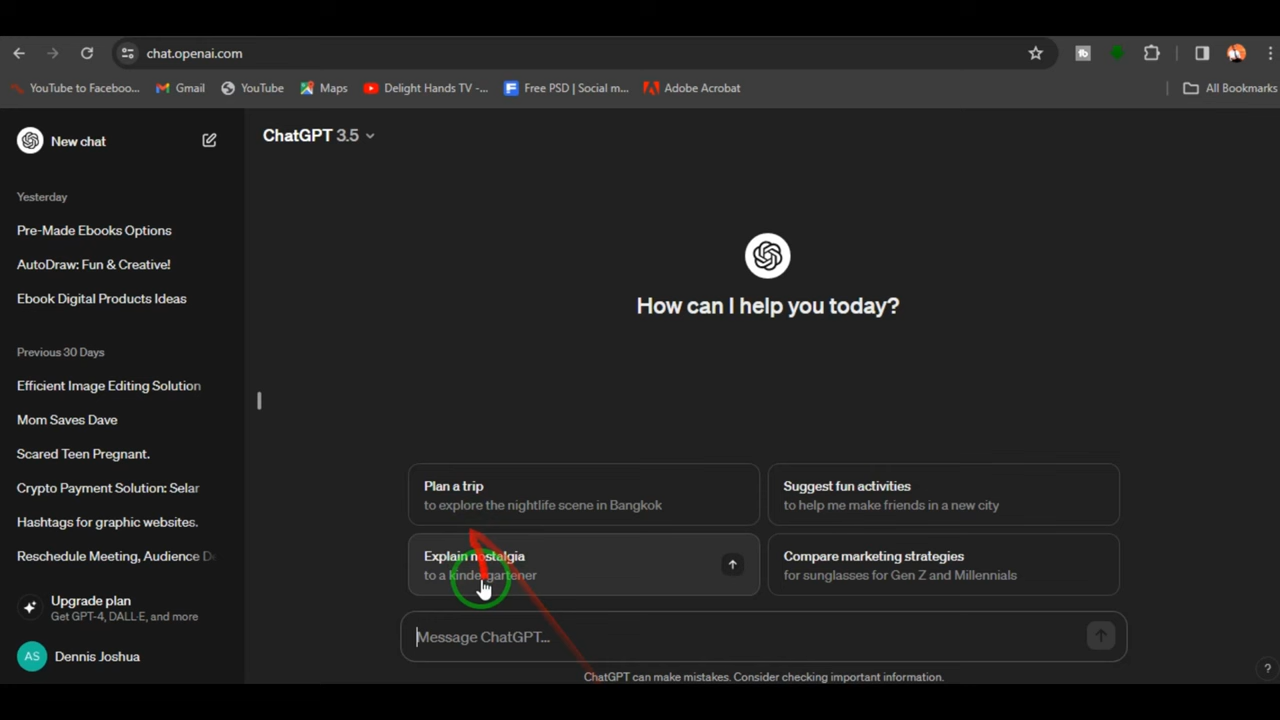 chat.openai.com
YouTube to Faceboo...
Gmail
YouTube
Maps
Delight Hands TV -...
Free PSD | Social m...
Adobe Acrobat
All Bookmarks
New chat
ChatGPT 3.5
Yesterday
Pre-Made Ebooks Options
AutoDraw: Fun & Creative!
Ebook Digital Products Ideas
How can I help you today?
Previous 30 Days
Efficient Image Editing Solution
Mom Saves Dave
Scared Teen Pregnant.
Crypto Payment Solution: Selar
Hashtags for graphic websites.
Reschedule Meeting, Audience De
Plan a trip
to explore the nightlife scene in Bangkok
Suggest fun activities
to help me make friends in a new city
Explain nostalgia
to a kindergartener
Compare marketing strategies
for sunglasses for Gen Z and Millennials
Upgrade plan
Get GPT-4, DALL·E, and more
AS
Dennis Joshua
Message ChatGPT...
ChatGPT can make mistakes. Consider checking important information.
?